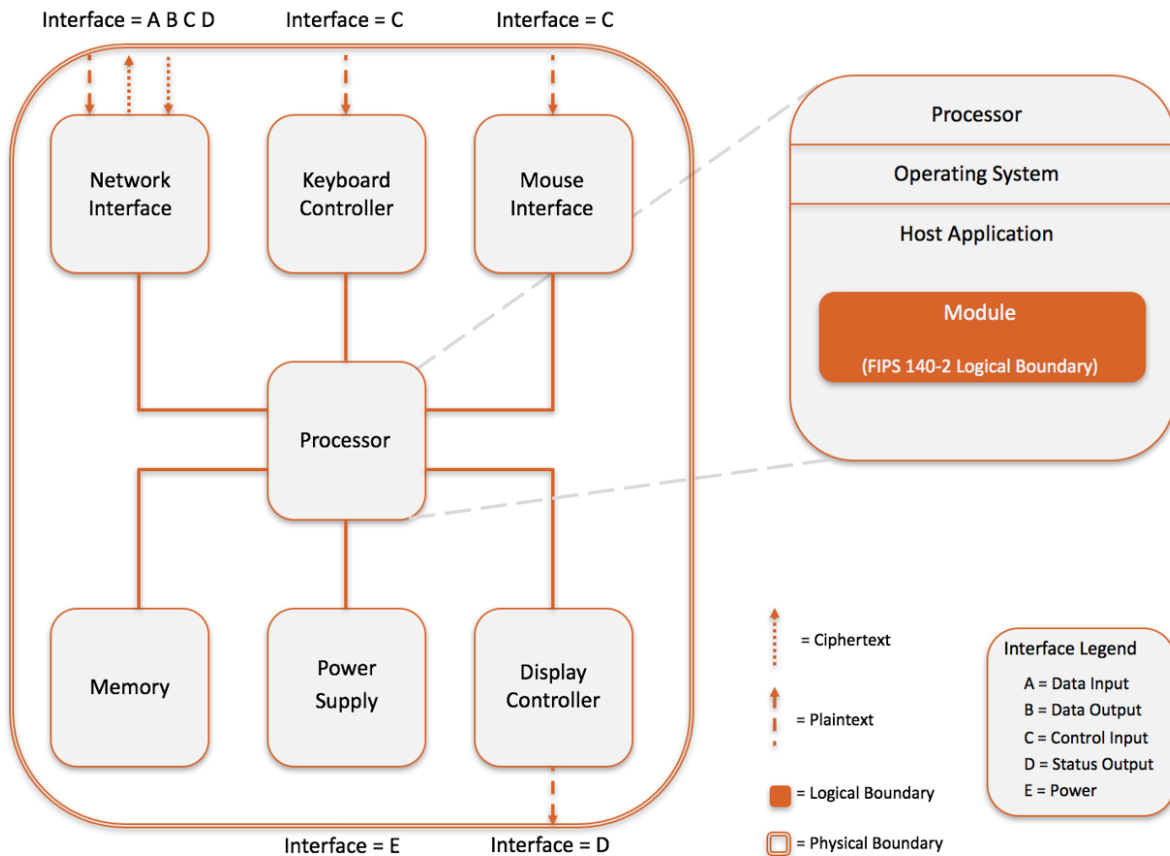 Interface = A B C D
Interface = C
Interface = C
Network
Interface
Keyboard
Controller
Mouse
Interface
Processor
Memory
Power
Supply
Display
Controller
Interface = E
Interface = D
Processor
Operating System
Host Application
Module
(FIPS 140-2 Logical Boundary)
= Ciphertext
= Plaintext
= Logical Boundary
= Physical Boundary
Interface Legend
A = Data Input
B = Data Output
C = Control Input
D = Status Output
E = Power